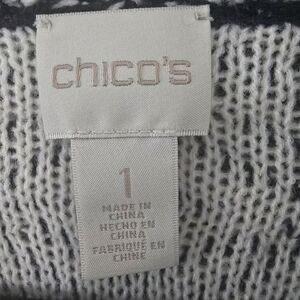 chico's
1
MADE IN
CHINA
HECHO EN
CHINA
FABRIQUÉ EN
CHINE